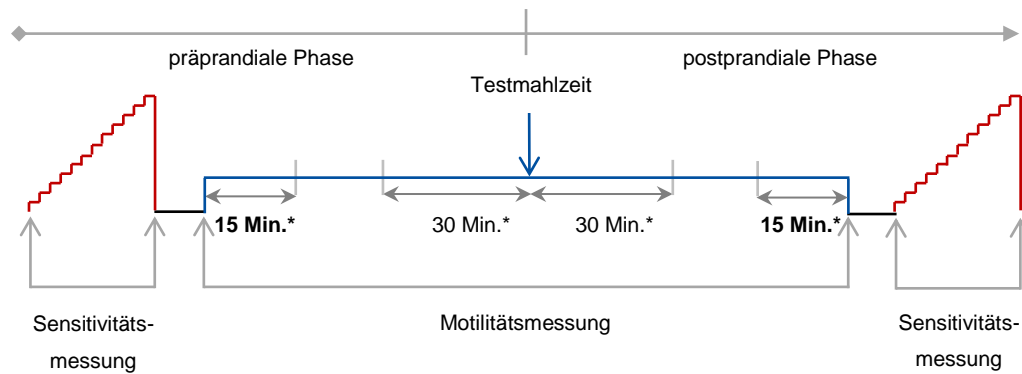 präprandiale Phase
postprandiale Phase
Testmahlzeit
15 Min.*
30 Min.*
30 Min.*
15 Min.*
Sensitivitäts-
messung
Motilitätsmessung
Sensitivitäts-
messung